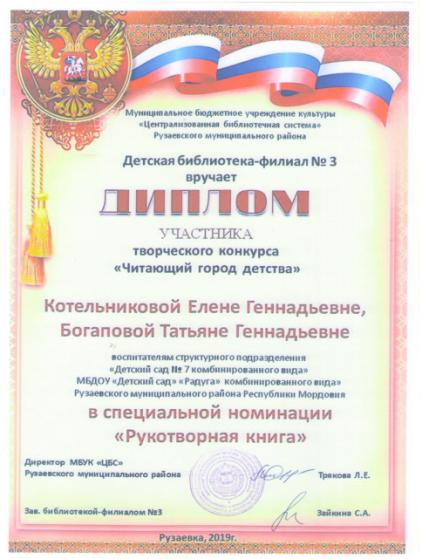 Муниципальное бюджетное учреждение культуры
«Централизованная библиотечная система»
Рузаевского муниципального района
Детская библиотека-филиал № 3
вручает
ДИПЛОМ
УЧАСТНИКА
творческого конкурса
«Читающий город детства»
Котельниковой Елене Геннадьевне,
Богаповой Татьяне Геннадьевне
воспитателям структурного подразделения
«Детский сад № 7 комбинированного вида»
МБДОУ «Детский сад» «Радуга» комбинированного вида»
Рузаевского муниципального района Республики Мордовия
в специальной номинации
«Рукотворная книга»
Директор МБУК «ЦБС»
Рузаевского муниципального района Трякова Л.Е.
Зав. библиотекой-филиалом №3 Зайкина С.А.
Рузаевка, 2019г.